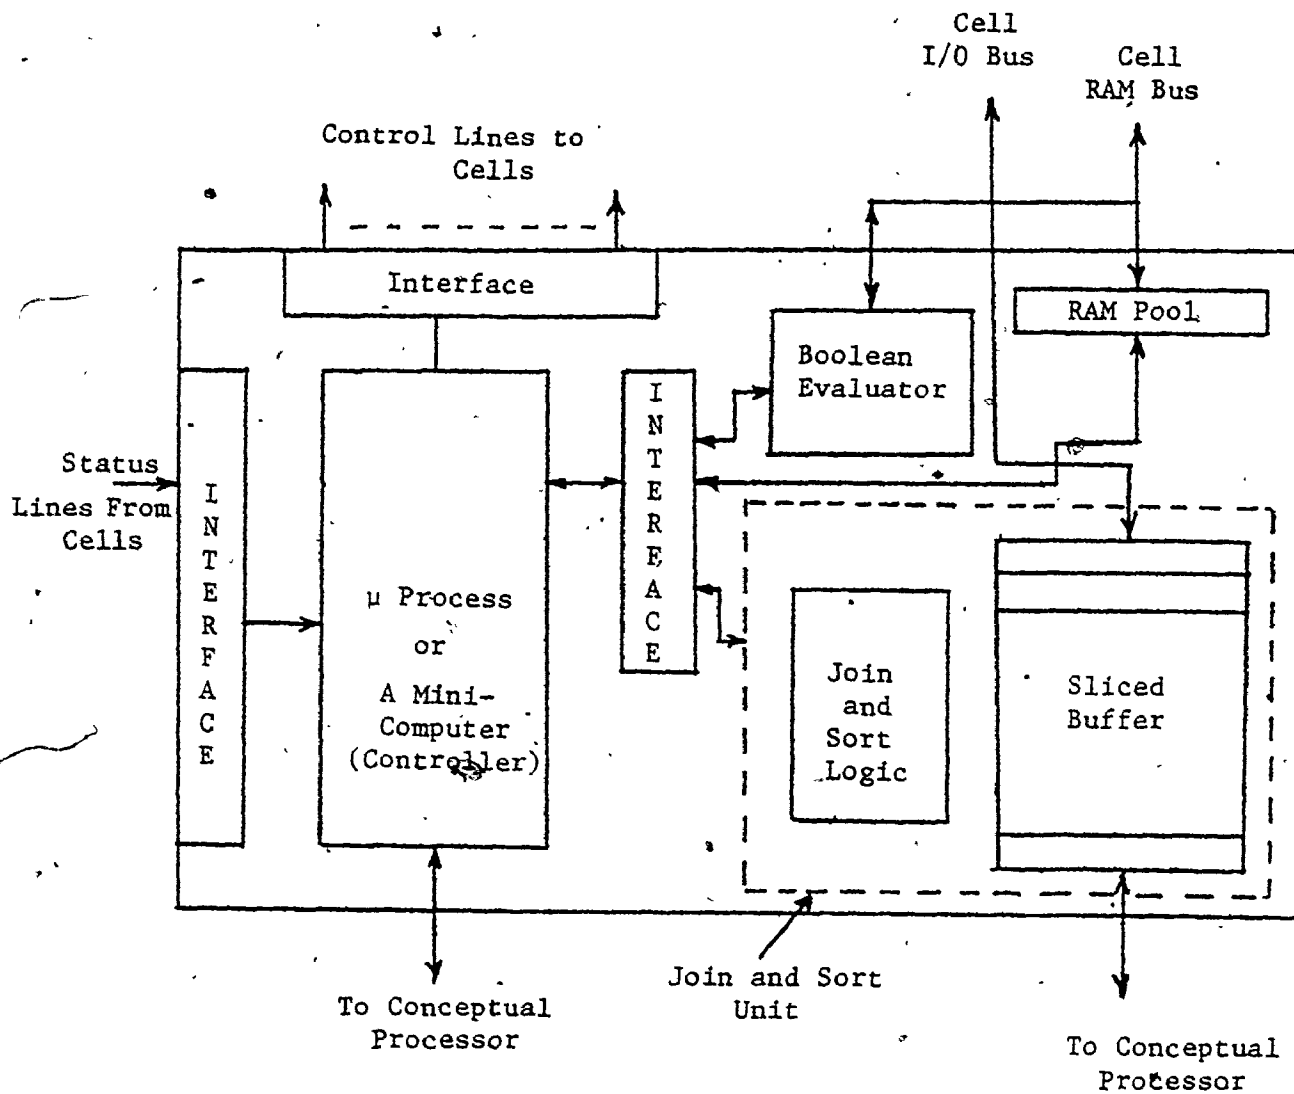 Cell
I/O Bus
Cell
RAM Bus
Control Lines to
Cells
Interface
RAM Pool
Boolean
Evaluator
INTEREACE
Status
Lines From
Cells
INTERFACE
μ Process
or
A Mini-
Computer
(Controller)
Join
and
Sort
Logic
Sliced
Buffer
Join and Sort
Unit
To Conceptual
Processor
To Conceptual
Processor